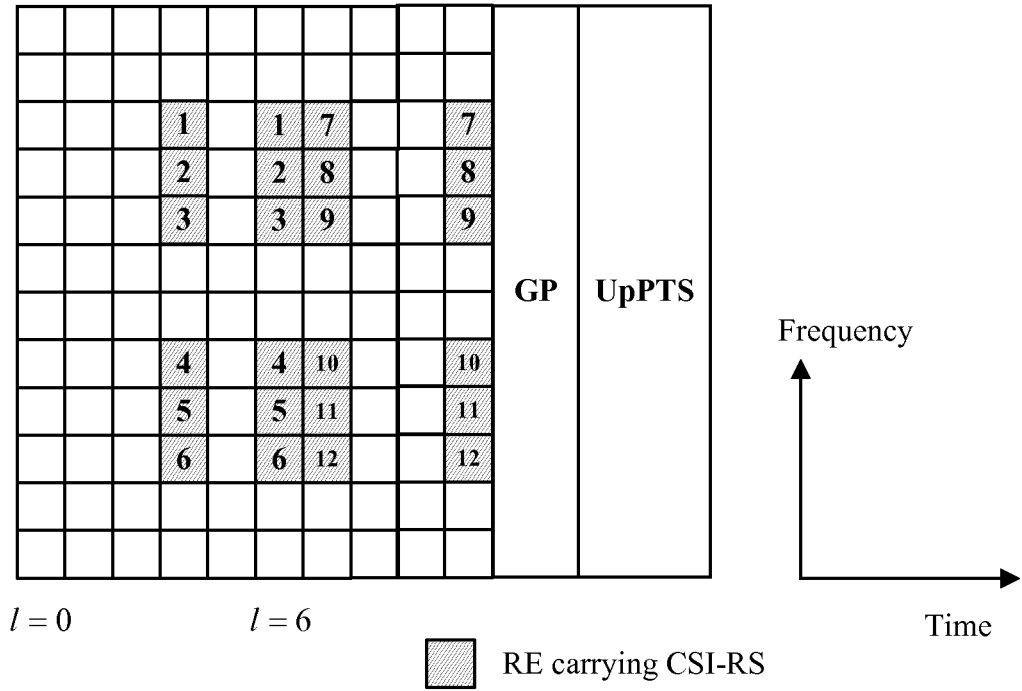 1 1 7 7
2 2 8 8
3 3 9 9
GP UpPTS
Frequency
4 4 10 10
5 5 11 11
6 6 12 12
l = 0 l = 6
Time
RE carrying CSI-RS